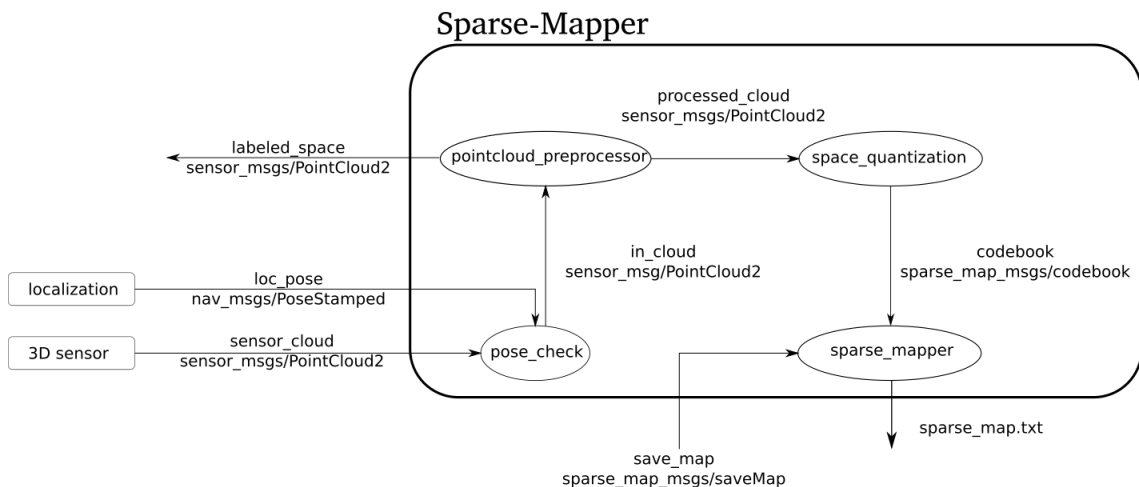 Sparse-Mapper
processed_cloud
sensor_msgs/PointCloud2
labeled_space
sensor_msgs/PointCloud2
pointcloud_preprocessor
space_quantization
in_cloud
sensor_msg/PointCloud2
codebook
sparse_map_msgs/codebook
localization
loc_pose
nav_msgs/PoseStamped
3D sensor
sensor_cloud
sensor_msgs/PointCloud2
pose_check
sparse_mapper
sparse_map.txt
save_map
sparse_map_msgs/saveMap